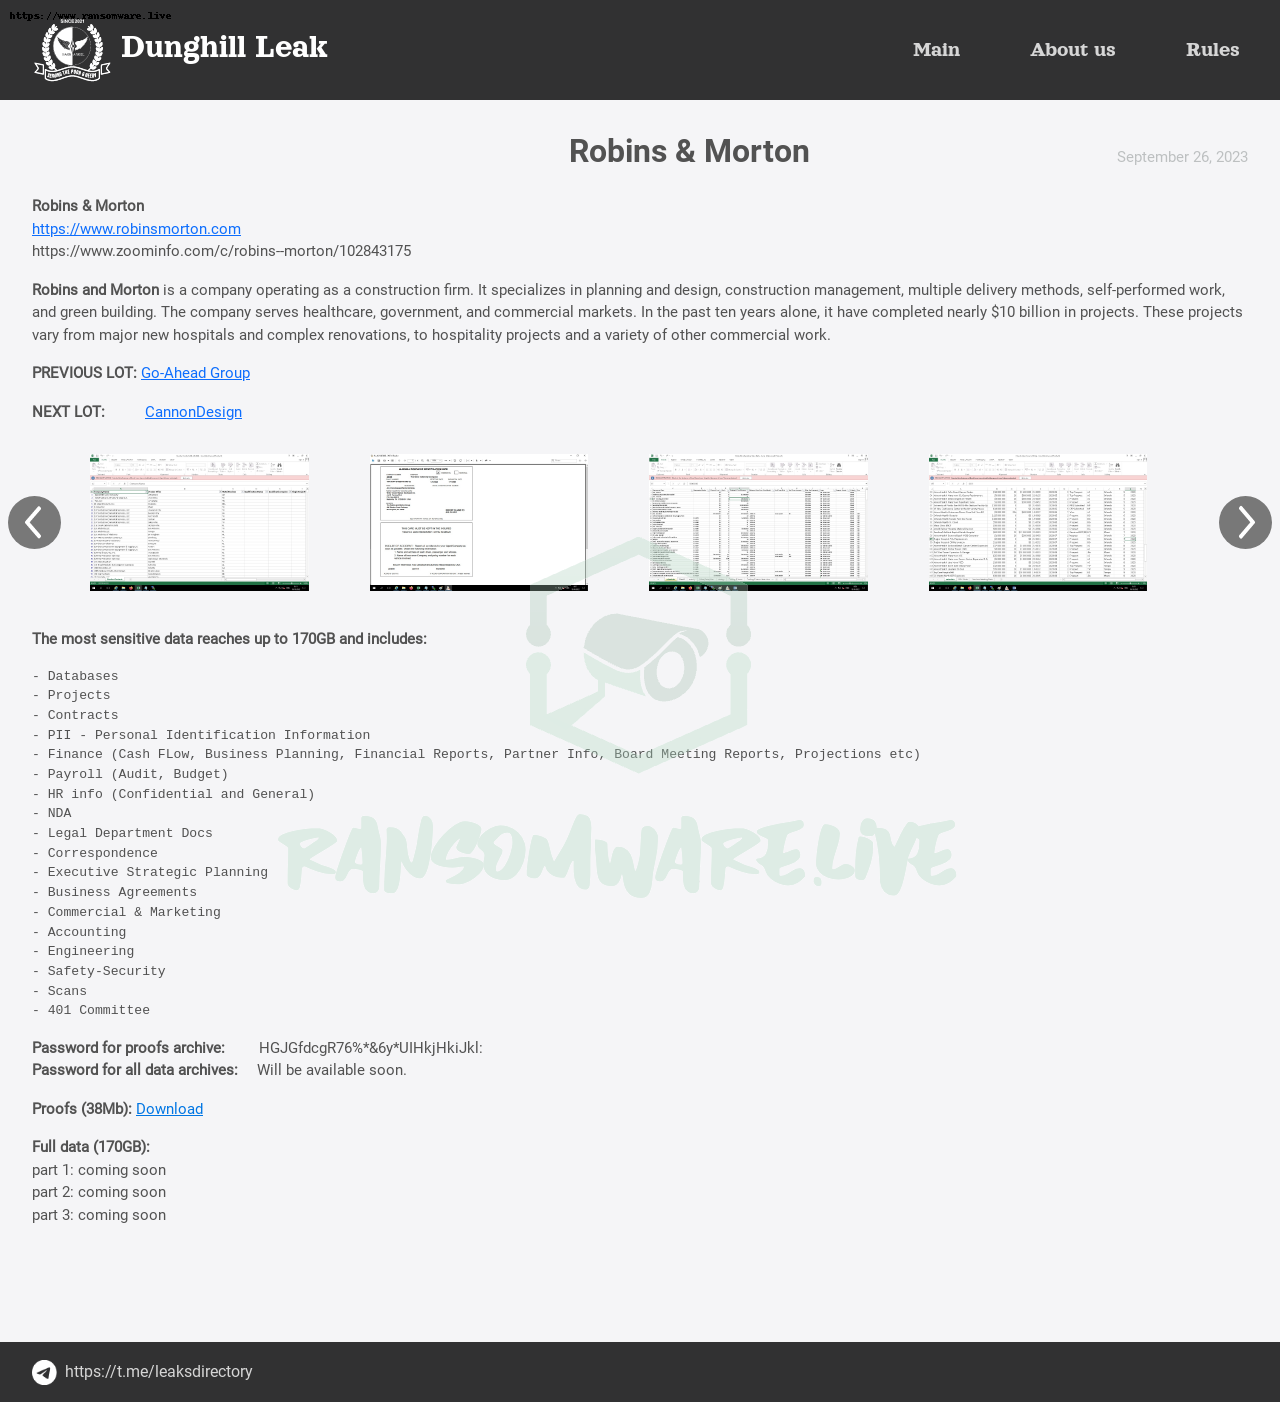 https://www.ransomware.live
SINCE 2021
Dunghill Leak
Main
About us
Rules
Robins & Morton
September 26, 2023
Robins & Morton
https://www.robinsmorton.com
https://www.zoominfo.com/c/robins--morton/102843175
Robins and Morton is a company operating as a construction firm. It specializes in planning and design, construction management, multiple delivery methods, self-performed work,
and green building. The company serves healthcare, government, and commercial markets. In the past ten years alone, it have completed nearly $10 billion in projects. These projects
vary from major new hospitals and complex renovations, to hospitality projects and a variety of other commercial work.
PREVIOUS LOT: Go-Ahead Group
NEXT LOT: CannonDesign
The most sensitive data reaches up to 170GB and includes:
- Databases
- Projects
- Contracts
- PII - Personal Identification Information
- Finance (Cash FLow, Business Planning, Financial Reports, Partner Info, Board Meeting Reports, Projections etc)
- Payroll (Audit, Budget)
- HR info (Confidential and General)
- NDA
- Legal Department Docs
- Correspondence
- Executive Strategic Planning
- Business Agreements
- Commercial & Marketing
- Accounting
- Engineering
- Safety-Security
- Scans
- 401 Committee
RANSOMWARE.LIVE
Password for proofs archive: HGJGfdcgR76%*&6y*UIHkjHkiJkl:
Password for all data archives: Will be available soon.
Proofs (38Mb): Download
Full data (170GB):
part 1: coming soon
part 2: coming soon
part 3: coming soon
https://t.me/leaksdirectory